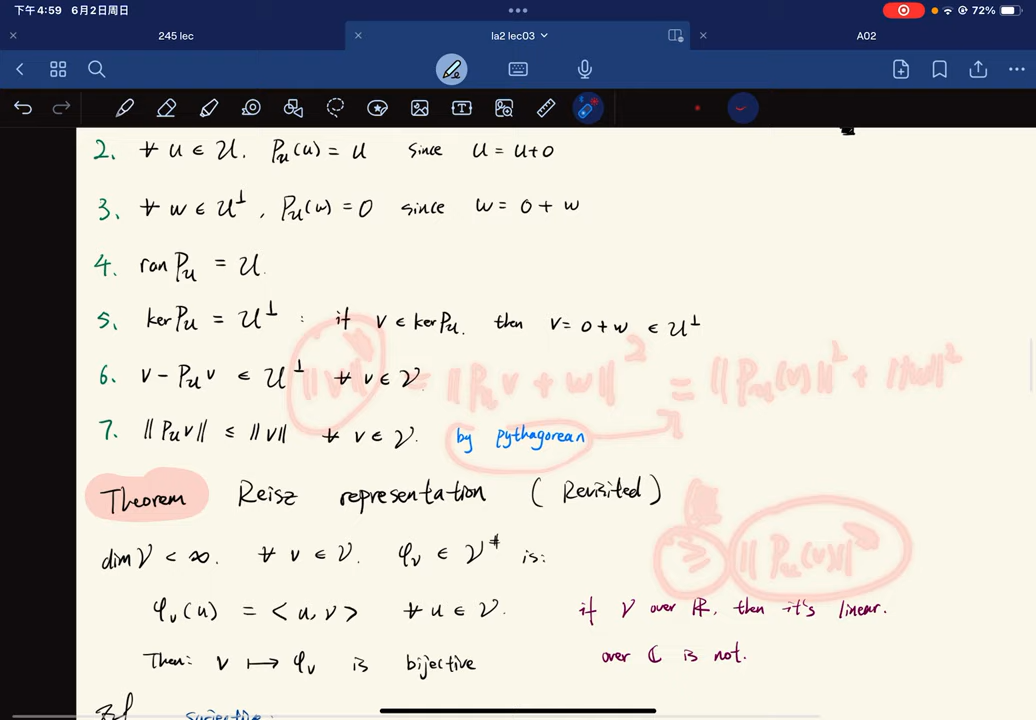 下午4:59 6月2日周日
72%
245 lec
la2 lec03
A02
2. ∀ u ∈ U. P_U(u) = u since u = u+0
3. ∀ w ∈ U⊥, P_U(w) = 0 since w = 0 + w
4. ran P_U = U.
5. ker P_U = U⊥ : if v ∈ ker P_U. then v = 0 + w ∈ U⊥
6. v - P_U v ∈ U⊥ ∀ v ∈ V
||v||² = ||P_U v + w||² = ||P_U(v)||² + ||w||²
7. ||P_U v|| ≤ ||v|| ∀ v ∈ V. by pythagorean
Theorem Reisz representation (Revisited)
≥ ||P_U(v)||²
dim V < ∞. ∀ v ∈ V. φ_v ∈ V* is:
φ_v(u) = <u, v> ∀ u ∈ V. if V over ℝ, then it's linear.
Then: v ↦ φ_v is bijective over ℂ is not.